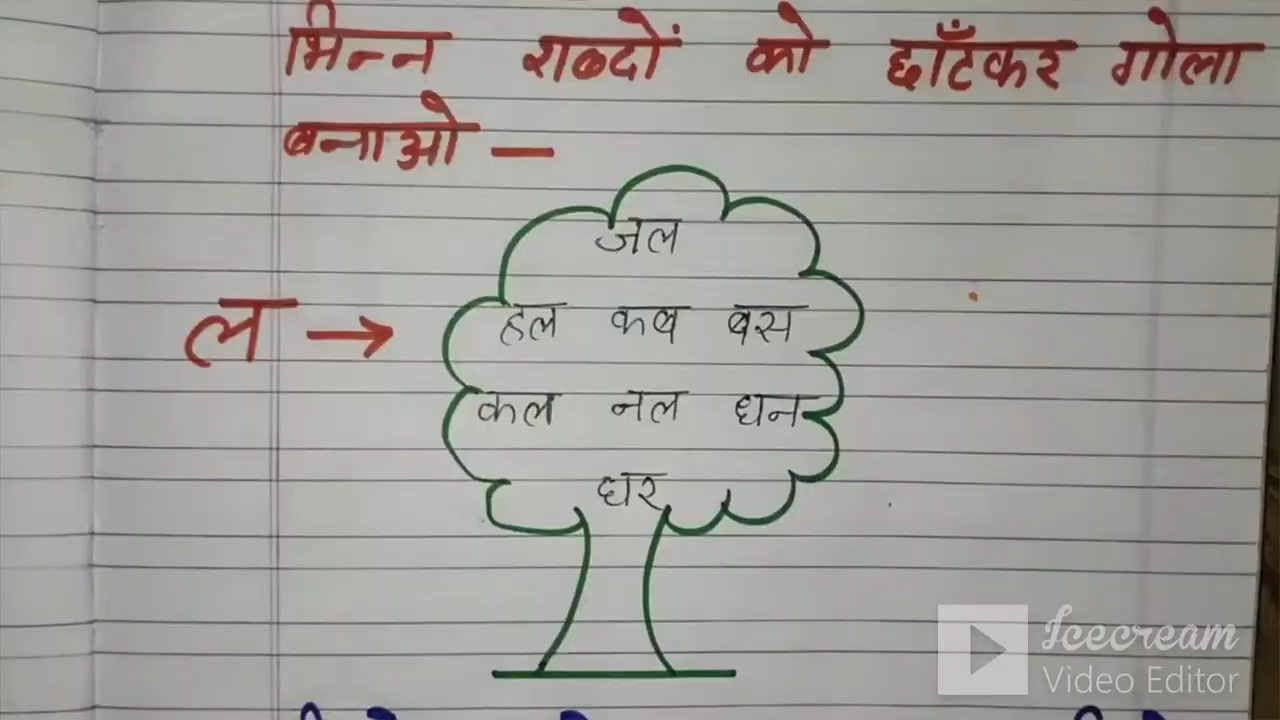 भिन्न शब्दों को छाँटकर गोला
बनाओ —
जल
ल → हल कब बस
कल नल धन
घर
Icecream
Video Editor